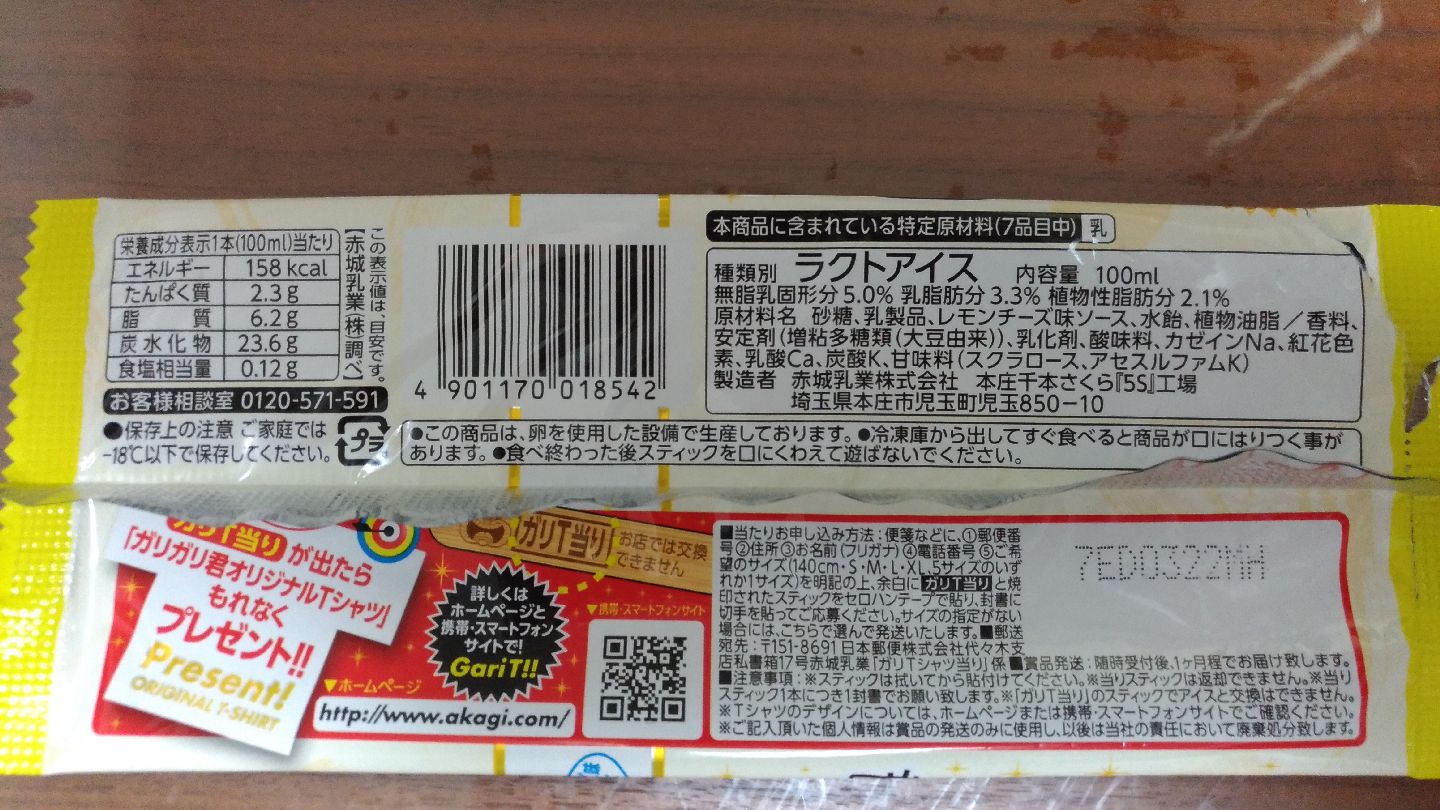 栄養成分表示1本(100ml)当たり
エネルギー 158kcal
たんぱく質 2.3g
脂質 6.2g
炭水化物 23.6g
食塩相当量 0.12g
この表示値は、目安です。
【赤城乳業(株)調べ】
お客様相談室 0120-571-591
●保存上の注意 ご家庭では
-18℃以下で保存してください。
プラ
4 901170 018542
本商品に含まれている特定原材料(7品目中) 乳
種類別 ラクトアイス 内容量 100ml
無脂乳固形分5.0% 乳脂肪分3.3% 植物性脂肪分2.1%
原材料名 砂糖、乳製品、レモンチーズ味ソース、水飴、植物油脂／香料、
安定剤(増粘多糖類(大豆由来))、乳化剤、酸味料、カゼインNa、紅花色
素、乳酸Ca、炭酸K、甘味料(スクラロース、アセスルファムK)
製造者 赤城乳業株式会社 本庄千本さくら『5S』工場
埼玉県本庄市児玉町児玉850-10
●この商品は、卵を使用した設備で生産しております。●冷凍庫から出してすぐ食べると商品が口にはりつく事が
あります。●食べ終わった後スティックを口にくわえて遊ばないでください。
ガリT当りが出たら
「ガリガリ君オリジナルTシャツ」
もれなく
プレゼント!!
Present!
ORIGINAL T-SHIRT
ガリT当り
お店では交換
できません
詳しくは
ホームページと
携帯・スマートフォン
サイトで!
GariT!!
▼ホームページ
http://www.akagi.com/
▼携帯・スマートフォンサイト
■当たりお申し込み方法：便箋などに、①郵便番
号②住所③お名前(フリガナ)④電話番号⑤ご希
望のサイズ(140cm・S・M・L・XL、5サイズのいず
れか1サイズ)を明記の上、余白にガリT当りと焼
印されたスティックをセロハンテープで貼り、封書に
切手を貼ってご応募ください。サイズの指定がない
場合には、こちらで選んで発送いたします。■郵送
宛先：〒151-8691 日本郵便株式会社代々木支
店私書箱17号赤城乳業「ガリTシャツ当り」係■賞品発送：随時受付後、1ヶ月程でお届け致します。
■注意事項：※スティックは拭いてから貼付けてください。※当りスティックは返却できません。※当り
スティック1本につき1封書でお願い致します。※「ガリT当り」のスティックでアイスと交換はできません。
※Tシャツのデザインについては、ホームページまたは携帯・スマートフォンサイトでご確認ください。
※ご記入頂いた個人情報は賞品の発送のみに使用し、以後は当社の責任において廃棄処分致します。
7ED0322MH